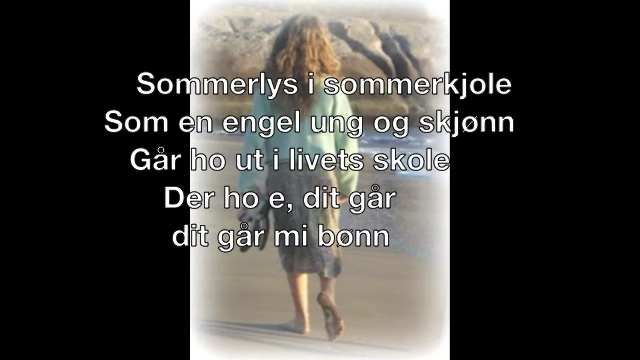 Sommerlys i sommerkjole
Som en engel ung og skjønn
Går ho ut i livets skole
Der ho e, dit går
dit går mi bønn